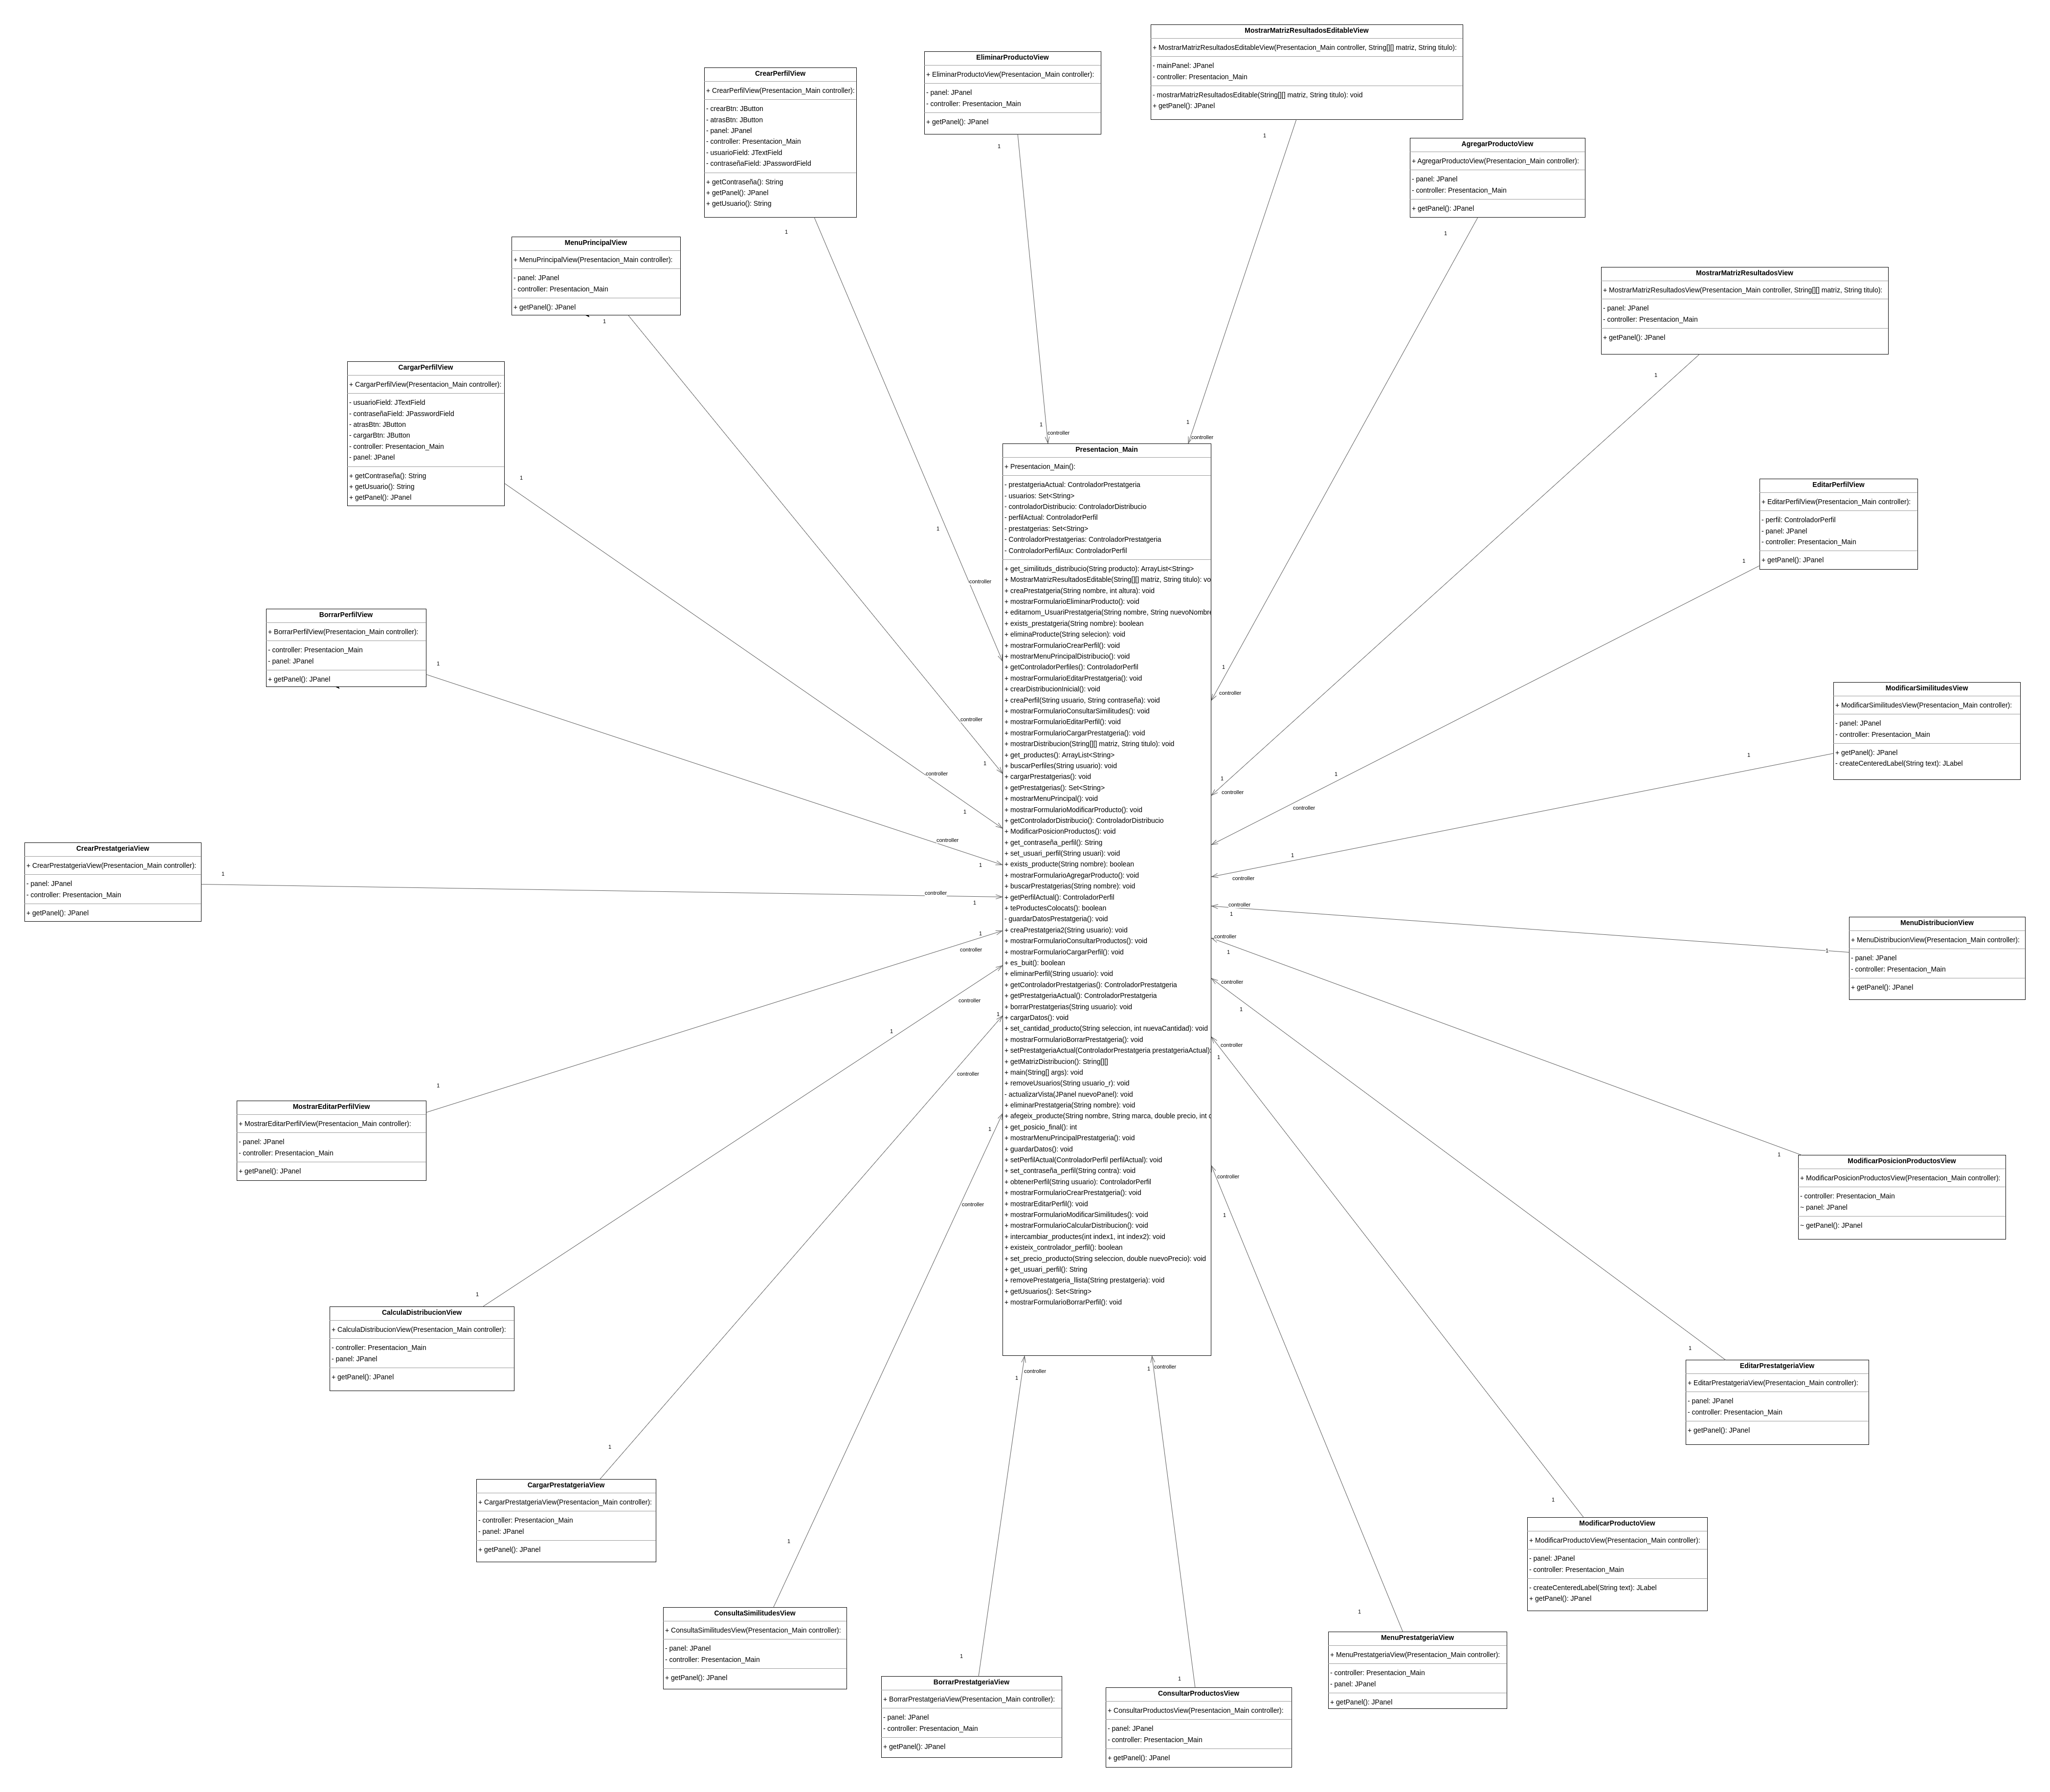 MostrarMatrizResultadosEditableView
+ MostrarMatrizResultadosEditableView(Presentacion_Main controller, String[][] matriz, String titulo):
- mainPanel: JPanel
- controller: Presentacion_Main
- mostrarMatrizResultadosEditable(String[][] matriz, String titulo): void
+ getPanel(): JPanel
1
1
controller
EliminarProductoView
+ EliminarProductoView(Presentacion_Main controller):
- panel: JPanel
- controller: Presentacion_Main
+ getPanel(): JPanel
1
1
controller
CrearPerfilView
+ CrearPerfilView(Presentacion_Main controller):
- crearBtn: JButton
- atrasBtn: JButton
- panel: JPanel
- controller: Presentacion_Main
- usuarioField: JTextField
- contraseñaField: JPasswordField
+ getContraseña(): String
+ getPanel(): JPanel
+ getUsuario(): String
1
1
controller
AgregarProductoView
+ AgregarProductoView(Presentacion_Main controller):
- panel: JPanel
- controller: Presentacion_Main
+ getPanel(): JPanel
1
1
controller
MenuPrincipalView
+ MenuPrincipalView(Presentacion_Main controller):
- panel: JPanel
- controller: Presentacion_Main
+ getPanel(): JPanel
1
1
controller
MostrarMatrizResultadosView
+ MostrarMatrizResultadosView(Presentacion_Main controller, String[][] matriz, String titulo):
- panel: JPanel
- controller: Presentacion_Main
+ getPanel(): JPanel
1
1
controller
CargarPerfilView
+ CargarPerfilView(Presentacion_Main controller):
- usuarioField: JTextField
- contraseñaField: JPasswordField
- atrasBtn: JButton
- cargarBtn: JButton
- controller: Presentacion_Main
- panel: JPanel
+ getContraseña(): String
+ getUsuario(): String
+ getPanel(): JPanel
1
1
controller
Presentacion_Main
+ Presentacion_Main():
- prestatgeriaActual: ControladorPrestatgeria
- usuarios: Set<String>
- controladorDistribucio: ControladorDistribucio
- perfilActual: ControladorPerfil
- prestatgerias: Set<String>
- ControladorPrestatgerias: ControladorPrestatgeria
- ControladorPerfilAux: ControladorPerfil
+ get_similituds_distribucio(String producto): ArrayList<String>
+ MostrarMatrizResultadosEditable(String[][] matriz, String titulo): vo
+ creaPrestatgeria(String nombre, int altura): void
+ mostrarFormularioEliminarProducto(): void
+ editarnom_UsuariPrestatgeria(String nombre, String nuevoNombre
+ exists_prestatgeria(String nombre): boolean
+ eliminaProducte(String selecion): void
+ mostrarFormularioCrearPerfil(): void
+ mostrarMenuPrincipalDistribucio(): void
+ getControladorPerfiles(): ControladorPerfil
+ mostrarFormularioEditarPrestatgeria(): void
+ crearDistribucionInicial(): void
+ creaPerfil(String usuario, String contraseña): void
+ mostrarFormularioConsultarSimilitudes(): void
+ mostrarFormularioEditarPerfil(): void
+ mostrarFormularioCargarPrestatgeria(): void
+ mostrarDistribucion(String[][] matriz, String titulo): void
+ get_productes(): ArrayList<String>
+ buscarPerfiles(String usuario): void
+ cargarPrestatgerias(): void
+ getPrestatgerias(): Set<String>
+ mostrarMenuPrincipal(): void
+ mostrarFormularioModificarProducto(): void
+ getControladorDistribucio(): ControladorDistribucio
+ ModificarPosicionProductos(): void
+ get_contraseña_perfil(): String
+ set_usuari_perfil(String usuari): void
+ exists_producte(String nombre): boolean
+ mostrarFormularioAgregarProducto(): void
+ buscarPrestatgerias(String nombre): void
+ getPerfilActual(): ControladorPerfil
+ teProductesColocats(): boolean
- guardarDatosPrestatgeria(): void
+ creaPrestatgeria2(String usuario): void
+ mostrarFormularioConsultarProductos(): void
+ mostrarFormularioCargarPerfil(): void
+ es_buit(): boolean
+ eliminarPerfil(String usuario): void
+ getControladorPrestatgerias(): ControladorPrestatgeria
+ getPrestatgeriaActual(): ControladorPrestatgeria
+ borrarPrestatgerias(String usuario): void
+ cargarDatos(): void
+ set_cantidad_producto(String seleccion, int nuevaCantidad): void
+ mostrarFormularioBorrarPrestatgeria(): void
+ setPrestatgeriaActual(ControladorPrestatgeria prestatgeriaActual):
+ getMatrizDistribucion(): String[][]
+ main(String[] args): void
+ removeUsuarios(String usuario_r): void
- actualizarVista(JPanel nuevoPanel): void
+ eliminarPrestatgeria(String nombre): void
+ afegeix_producte(String nombre, String marca, double precio, int c
+ get_posicio_final(): int
+ mostrarMenuPrincipalPrestatgeria(): void
+ guardarDatos(): void
+ setPerfilActual(ControladorPerfil perfilActual): void
+ set_contraseña_perfil(String contra): void
+ obtenerPerfil(String usuario): ControladorPerfil
+ mostrarFormularioCrearPrestatgeria(): void
+ mostrarEditarPerfil(): void
+ mostrarFormularioModificarSimilitudes(): void
+ mostrarFormularioCalcularDistribucion(): void
+ intercambiar_productes(int index1, int index2): void
+ existeix_controlador_perfil(): boolean
+ set_precio_producto(String seleccion, double nuevoPrecio): void
+ get_usuari_perfil(): String
+ removePrestatgeria_llista(String prestatgeria): void
+ getUsuarios(): Set<String>
+ mostrarFormularioBorrarPerfil(): void
EditarPerfilView
+ EditarPerfilView(Presentacion_Main controller):
- perfil: ControladorPerfil
- panel: JPanel
- controller: Presentacion_Main
+ getPanel(): JPanel
1
1
controller
BorrarPerfilView
+ BorrarPerfilView(Presentacion_Main controller):
- controller: Presentacion_Main
- panel: JPanel
+ getPanel(): JPanel
1
1
controller
ModificarSimilitudesView
+ ModificarSimilitudesView(Presentacion_Main controller):
- panel: JPanel
- controller: Presentacion_Main
+ getPanel(): JPanel
- createCenteredLabel(String text): JLabel
1
1
controller
CrearPrestatgeriaView
+ CrearPrestatgeriaView(Presentacion_Main controller):
- panel: JPanel
- controller: Presentacion_Main
+ getPanel(): JPanel
1
1
controller
MenuDistribucionView
+ MenuDistribucionView(Presentacion_Main controller):
- panel: JPanel
- controller: Presentacion_Main
+ getPanel(): JPanel
1
1
controller
MostrarEditarPerfilView
+ MostrarEditarPerfilView(Presentacion_Main controller):
- panel: JPanel
- controller: Presentacion_Main
+ getPanel(): JPanel
1
1
controller
ModificarPosicionProductosView
+ ModificarPosicionProductosView(Presentacion_Main controller):
- controller: Presentacion_Main
~ panel: JPanel
~ getPanel(): JPanel
1
1
controller
CalculaDistribucionView
+ CalculaDistribucionView(Presentacion_Main controller):
- controller: Presentacion_Main
- panel: JPanel
+ getPanel(): JPanel
1
1
controller
EditarPrestatgeriaView
+ EditarPrestatgeriaView(Presentacion_Main controller):
- panel: JPanel
- controller: Presentacion_Main
+ getPanel(): JPanel
1
1
controller
CargarPrestatgeriaView
+ CargarPrestatgeriaView(Presentacion_Main controller):
- controller: Presentacion_Main
- panel: JPanel
+ getPanel(): JPanel
1
1
controller
ModificarProductoView
+ ModificarProductoView(Presentacion_Main controller):
- panel: JPanel
- controller: Presentacion_Main
- createCenteredLabel(String text): JLabel
+ getPanel(): JPanel
1
1
controller
ConsultaSimilitudesView
+ ConsultaSimilitudesView(Presentacion_Main controller):
- panel: JPanel
- controller: Presentacion_Main
+ getPanel(): JPanel
1
1
controller
MenuPrestatgeriaView
+ MenuPrestatgeriaView(Presentacion_Main controller):
- controller: Presentacion_Main
- panel: JPanel
+ getPanel(): JPanel
1
1
controller
BorrarPrestatgeriaView
+ BorrarPrestatgeriaView(Presentacion_Main controller):
- panel: JPanel
- controller: Presentacion_Main
+ getPanel(): JPanel
1
1
controller
ConsultarProductosView
+ ConsultarProductosView(Presentacion_Main controller):
- panel: JPanel
- controller: Presentacion_Main
+ getPanel(): JPanel
1
1
controller